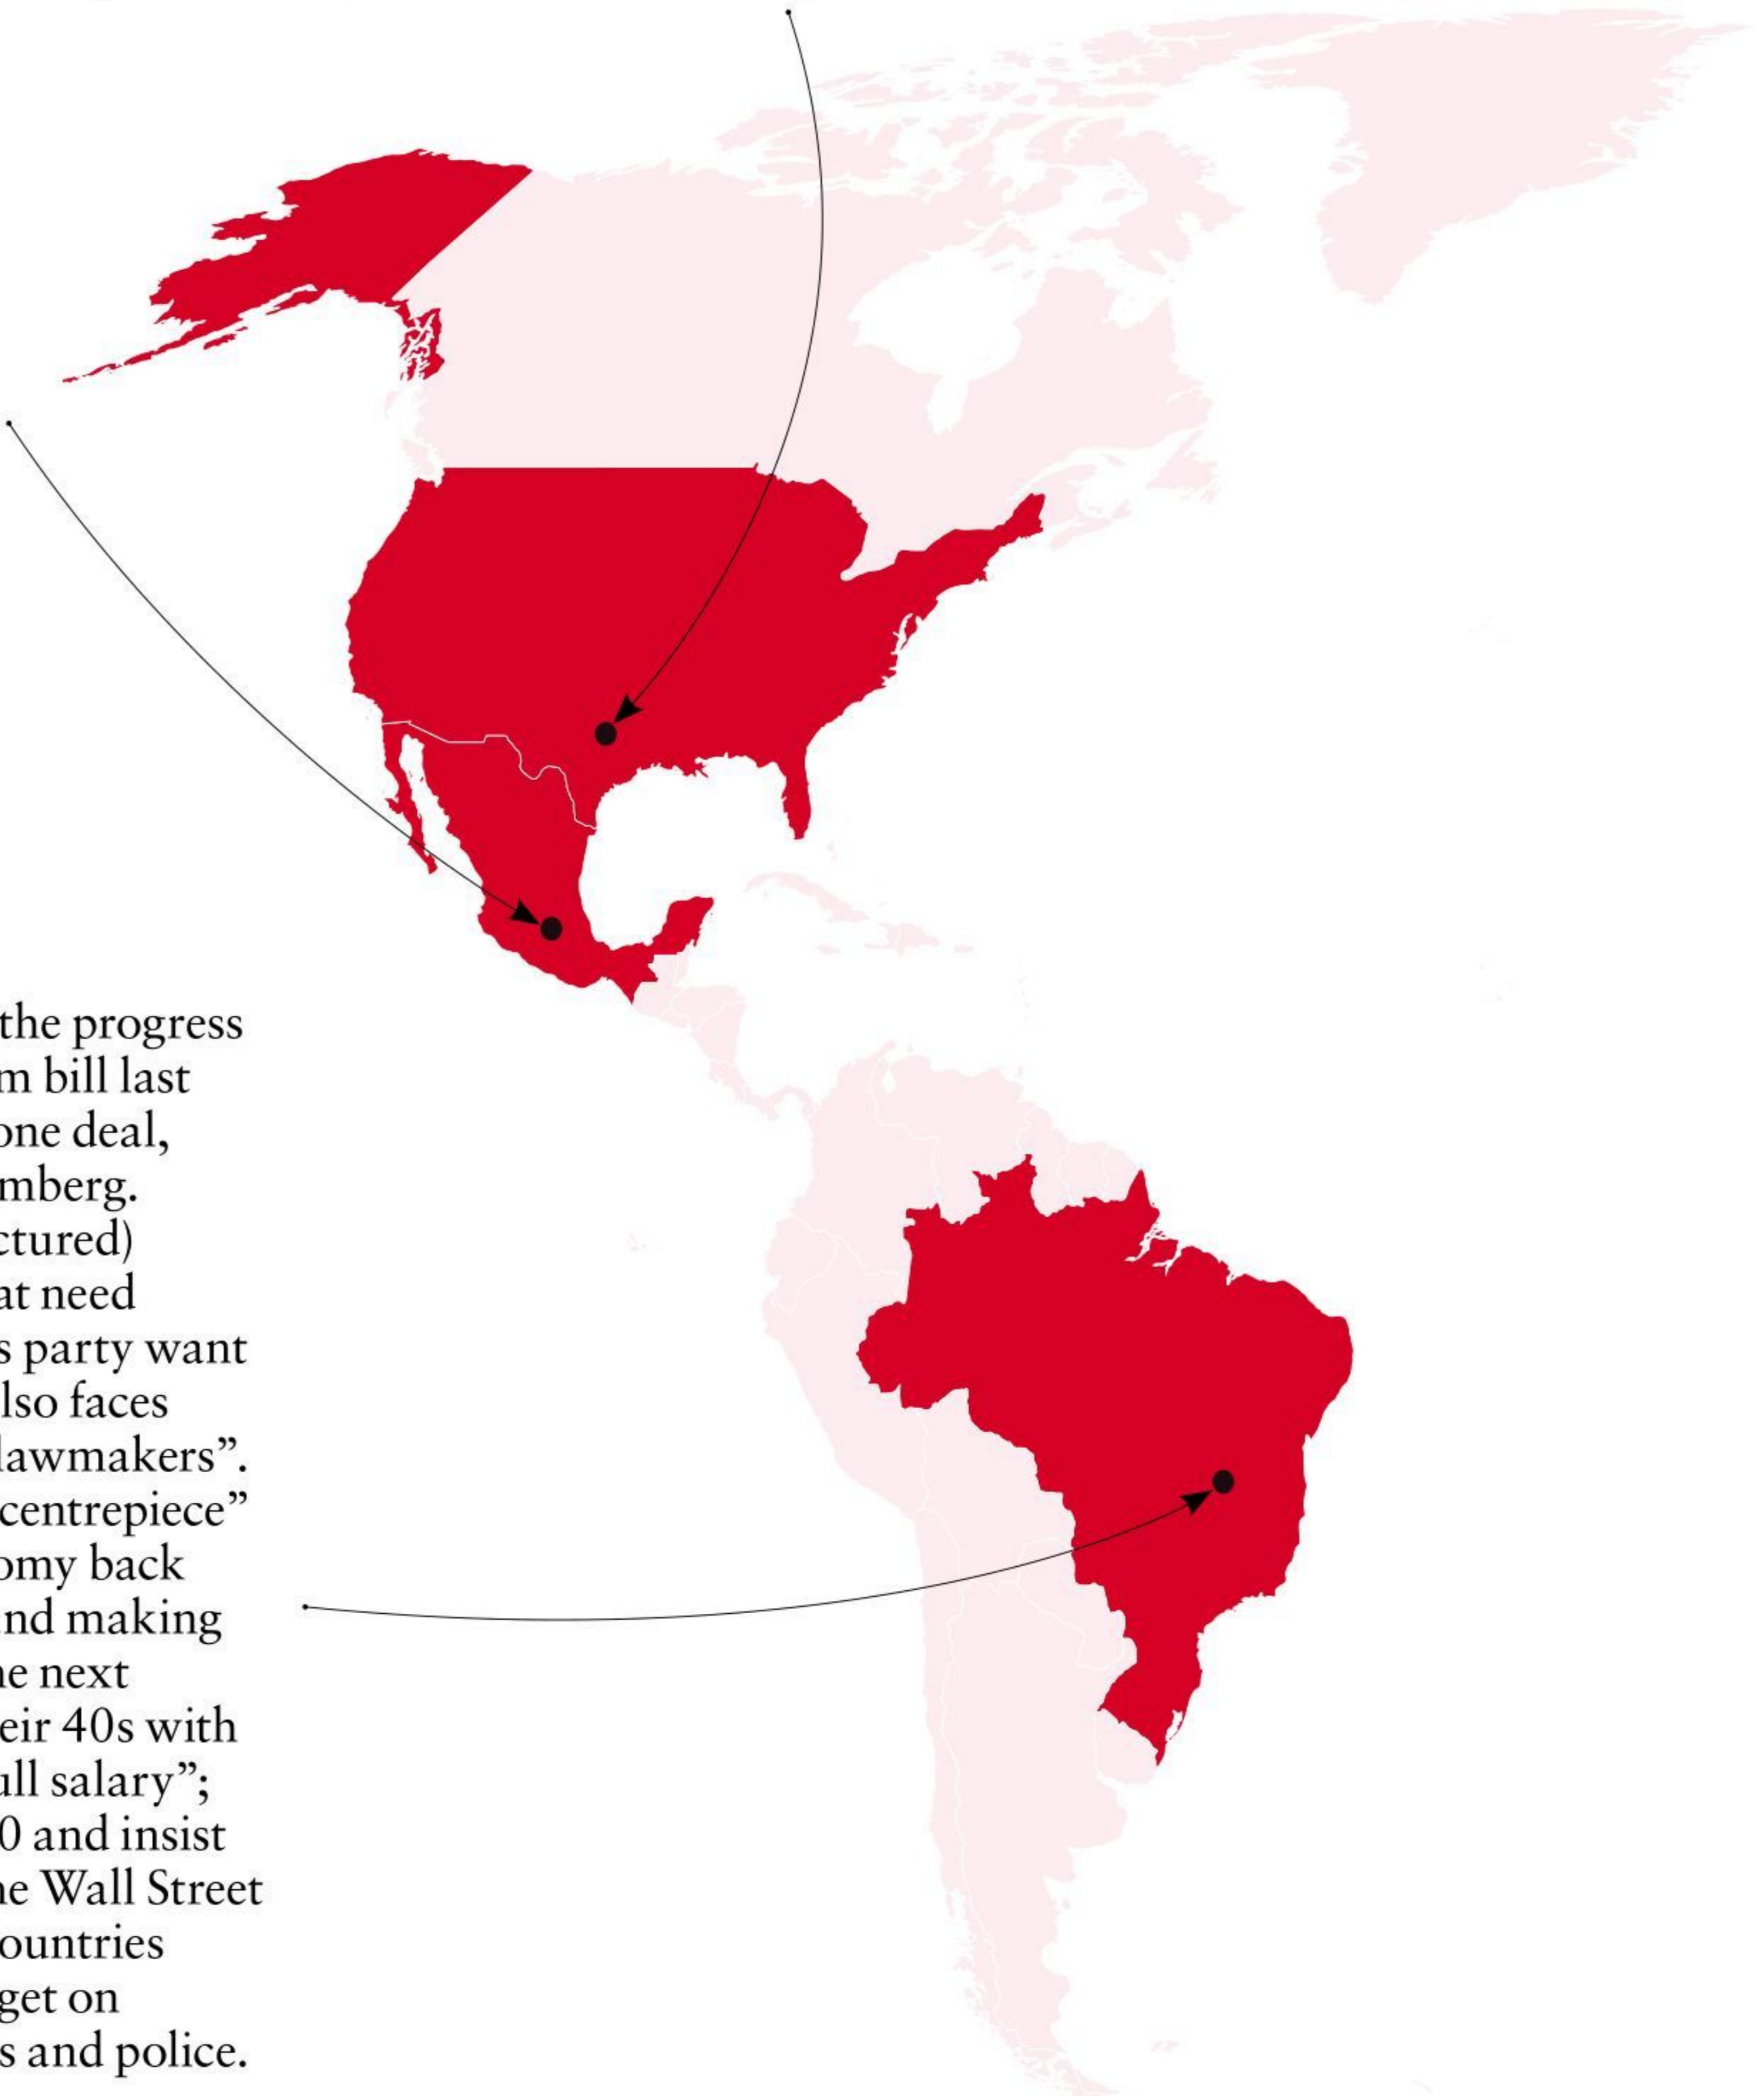 the progress
m bill last
one deal,
mberg.
ctured)
at need
s party want
lso faces
lawmakers”.
centrepiece”
omy back
nd making
ne next
eir 40s with
ull salary”;
0 and insist
ne Wall Street
ountries
get on
s and police.